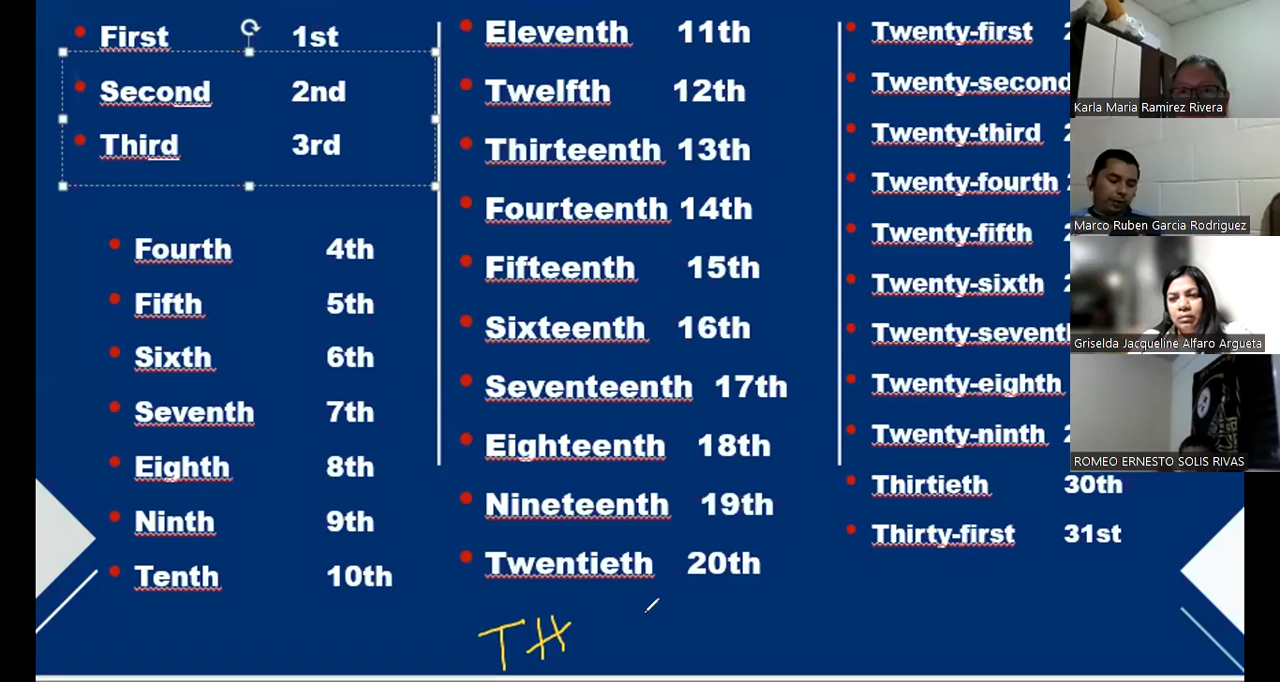 First 1st
Second 2nd
Third 3rd
Fourth 4th
Fifth 5th
Sixth 6th
Seventh 7th
Eighth 8th
Ninth 9th
Tenth 10th
Eleventh 11th
Twelfth 12th
Thirteenth 13th
Fourteenth 14th
Fifteenth 15th
Sixteenth 16th
Seventeenth 17th
Eighteenth 18th
Nineteenth 19th
Twentieth 20th
TH
Twenty-first
Twenty-second
Twenty-third
Twenty-fourth
Twenty-fifth
Twenty-sixth
Twenty-seventh
Twenty-eighth
Twenty-ninth
Thirtieth 30th
Thirty-first 31st
Karla Maria Ramirez Rivera
Marco Ruben Garcia Rodriguez
Griselda Jacqueline Alfaro Argueta
ROMEO ERNESTO SOLIS RIVAS